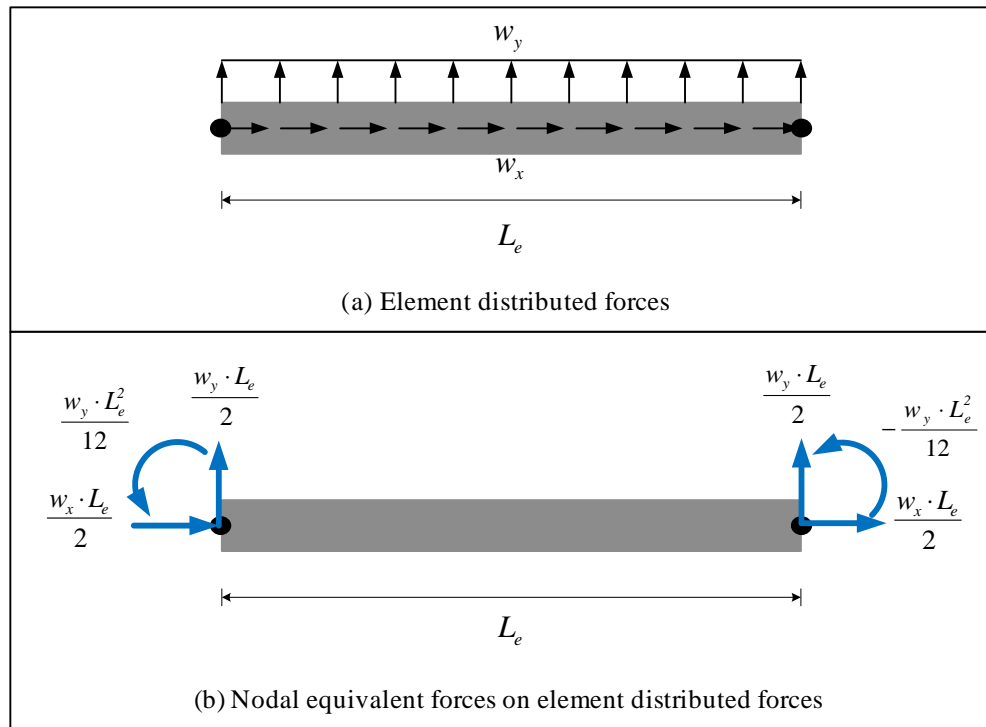 w_y
w_x
L_e
(a) Element distributed forces
w_y · L_e^2 / 12
w_y · L_e / 2
w_x · L_e / 2
w_y · L_e / 2
− w_y · L_e^2 / 12
w_x · L_e / 2
L_e
(b) Nodal equivalent forces on element distributed forces